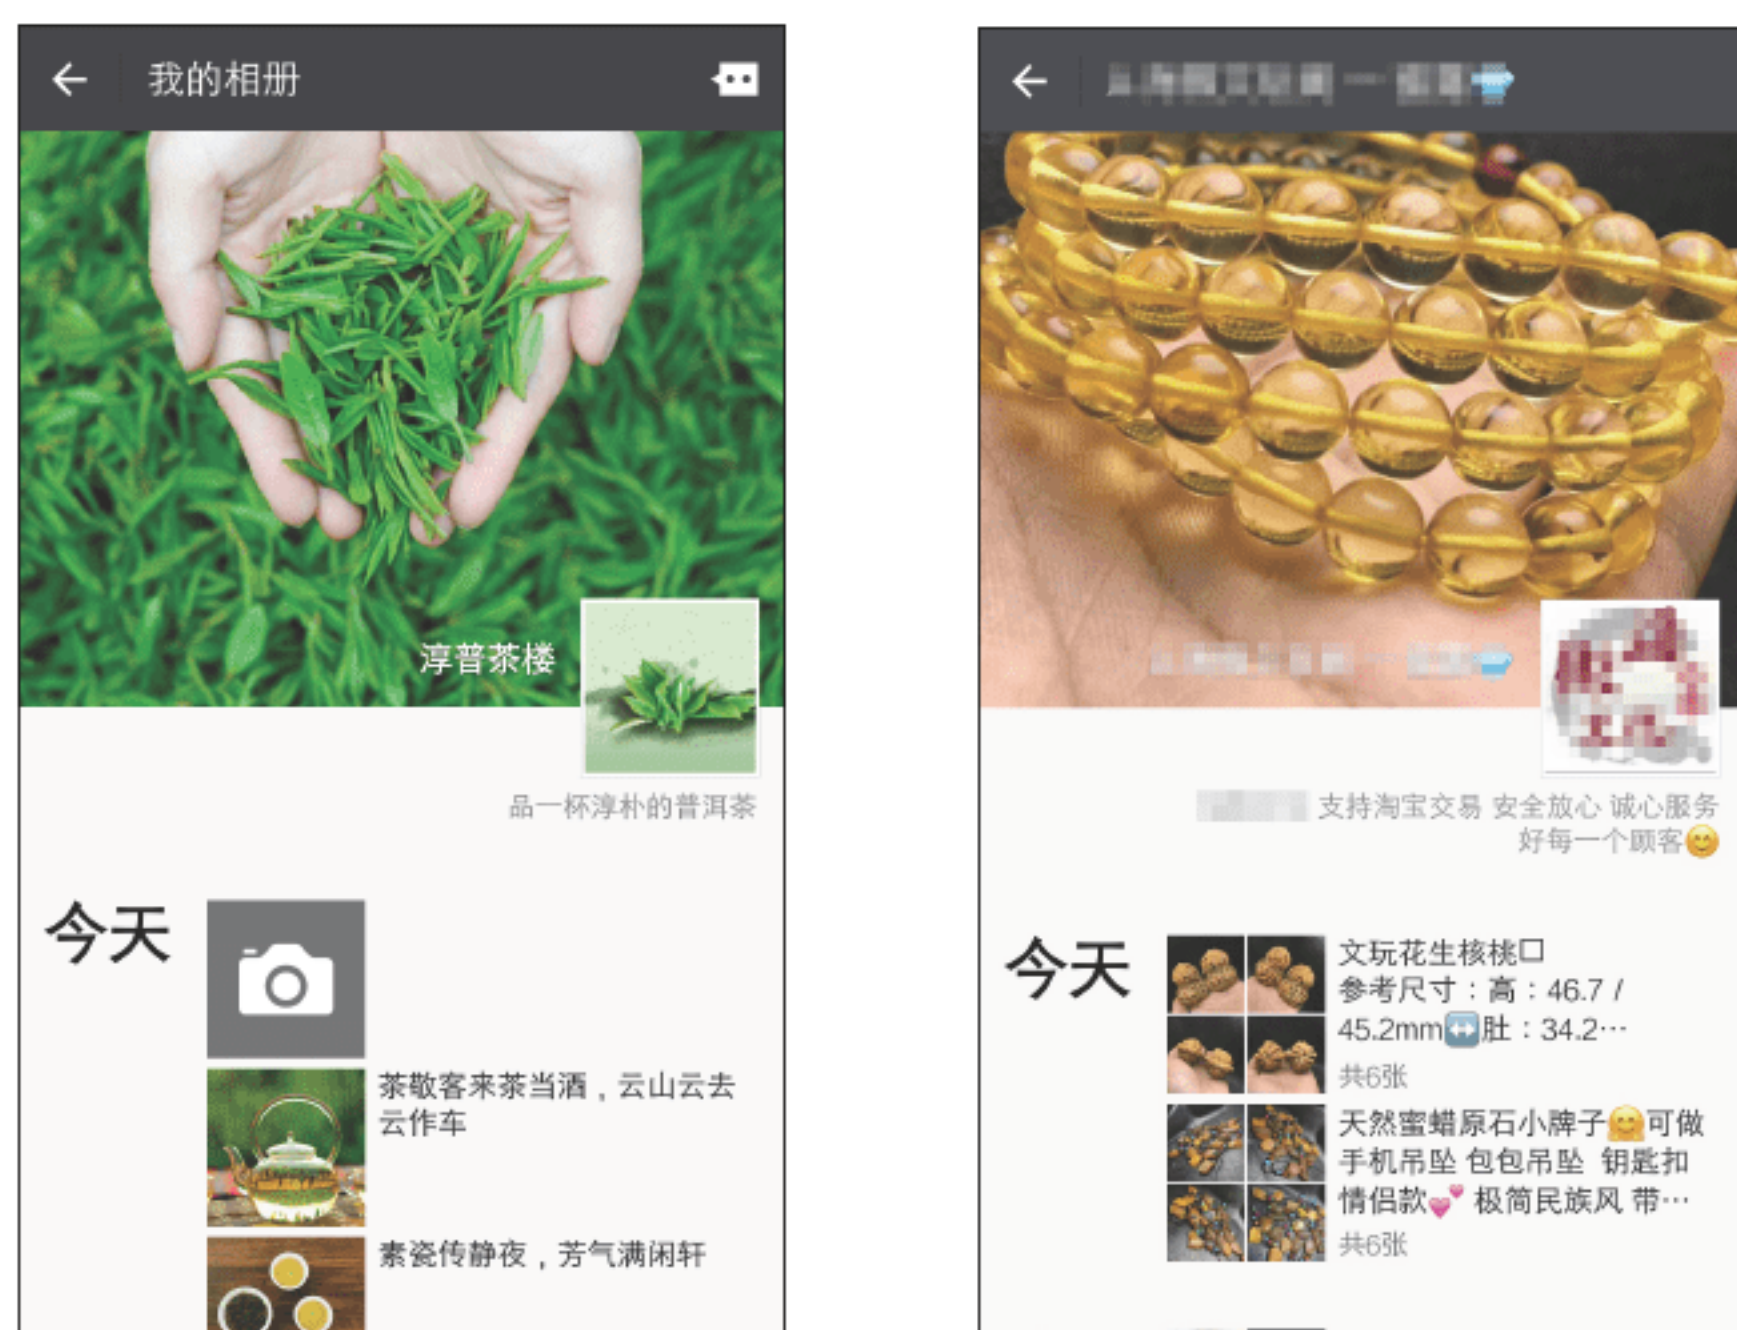 我的相册
淳普茶楼
品一杯淳朴的普洱茶
今天
茶敬客来茶当酒，云山云去
云作车
素瓷传静夜，芳气满闲轩
支持淘宝交易 安全放心 诚心服务
好每一个顾客😊
今天
文玩花生核桃□
参考尺寸：高：46.7 /
45.2mm↔️肚：34.2…
共6张
天然蜜蜡原石小牌子🤗可做
手机吊坠 包包吊坠 钥匙扣
情侣款💕 极简民族风 带…
共6张